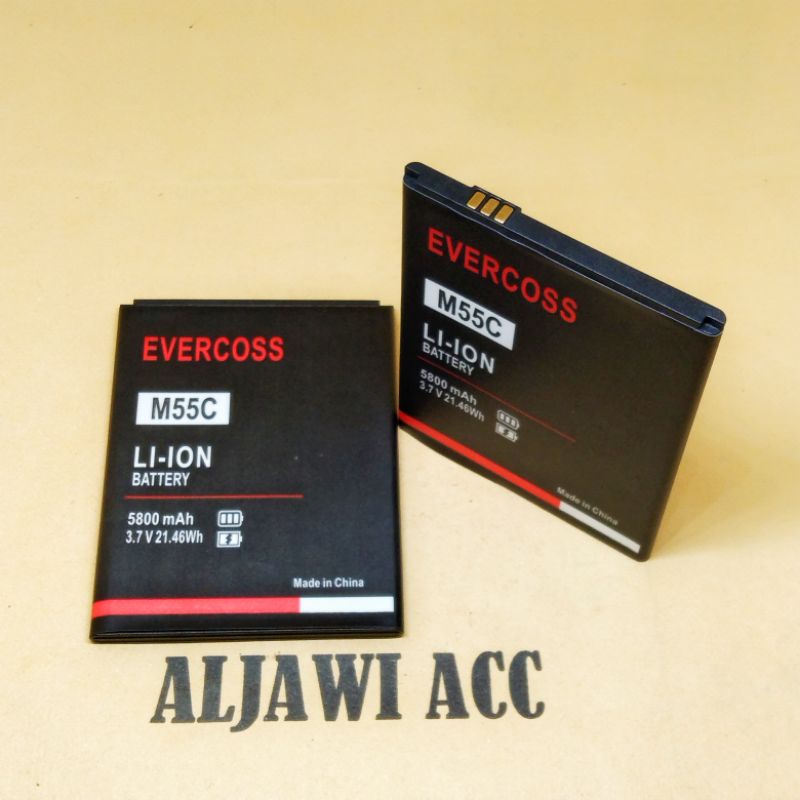 EVERCOSS
M55C
LI-ION
BATTERY
5800 mAh
3.7 V 21.46Wh
Made in China
EVERCOSS
M55C
LI-ION
BATTERY
5800 mAh
3.7 V 21.46Wh
Made in China
ALJAWI ACC